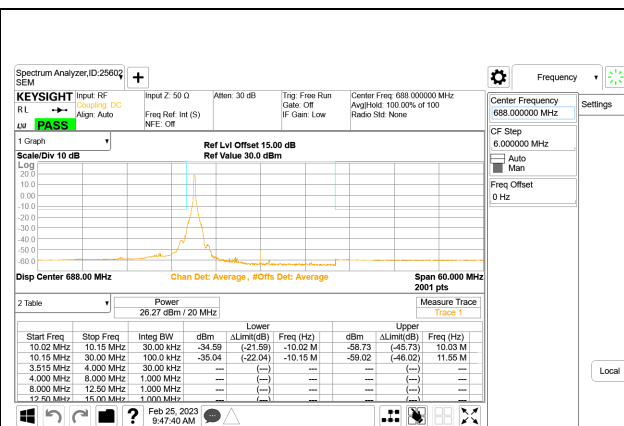 Spectrum Analyzer,ID:25602
SEM
Frequency
KEYSIGHT
Input: RF
Coupling: DC
Align: Auto
Input Z: 50 Ω
Freq Ref: Int (S)
NFE: Off
Atten: 30 dB
Trig: Free Run
Gate: Off
IF Gain: Low
Center Freq: 688.000000 MHz
Avg|Hold: 100.00% of 100
Radio Std: None
RL
PASS
Center Frequency
688.000000 MHz
Settings
CF Step
6.000000 MHz
Auto
Man
Freq Offset
0 Hz
1 Graph
Scale/Div 10 dB
Ref Lvl Offset 15.00 dB
Ref Value 30.0 dBm
Log
20.0
10.0
0.00
-10.0
-20.0
-30.0
-40.0
-50.0
-60.0
Disp Center 688.00 MHz
Chan Det: Average , #Offs Det: Average
Span 60.000 MHz
2001 pts
2 Table
Power
26.27 dBm / 20 MHz
Measure Trace
Trace 1
Lower Upper
Start Freq Stop Freq Integ BW dBm ΔLimit(dB) Freq (Hz) dBm ΔLimit(dB) Freq (Hz)
10.02 MHz 10.15 MHz 30.00 kHz -34.59 (-21.59) -10.02 M -58.73 (-45.73) 10.03 M
10.15 MHz 30.00 MHz 100.0 kHz -35.04 (-22.04) -10.15 M -59.02 (-46.02) 11.55 M
3.515 MHz 4.000 MHz 30.00 kHz --- (---) --- --- (---) ---
4.000 MHz 8.000 MHz 1.000 MHz --- (---) --- --- (---) ---
8.000 MHz 12.50 MHz 1.000 MHz --- (---) --- --- (---) ---
12.50 MHz 15.00 MHz 1.000 MHz --- (---) --- --- (---) ---
Local
?
Feb 25, 2023
9:47:40 AM